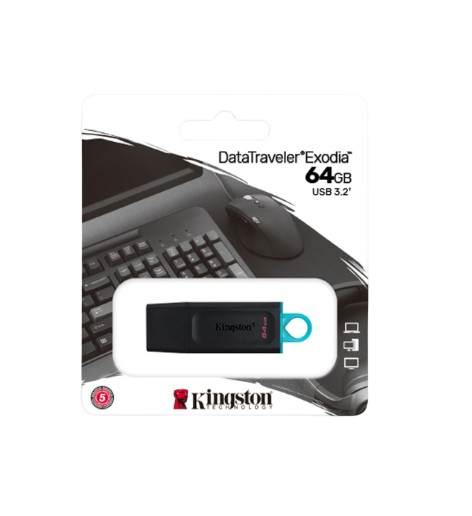 DataTraveler®Exodia™
64GB
USB 3.2¹
Kingston
64GB
5
Kingston
TECHNOLOGY